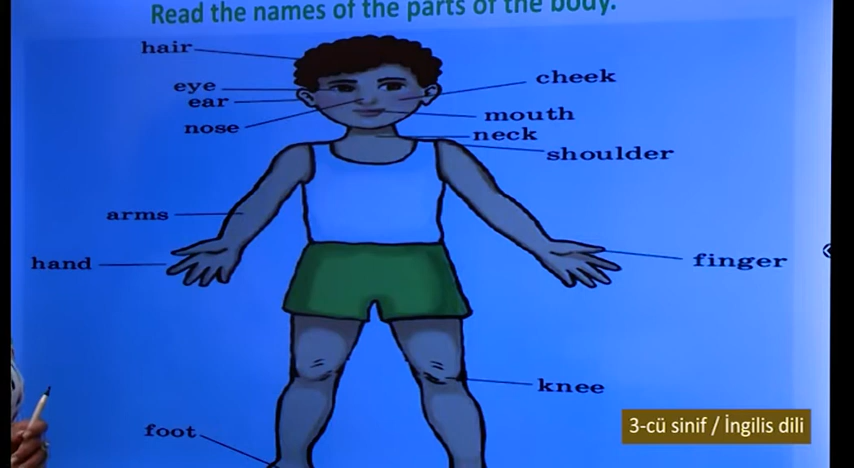 Read the names of the parts of the body.
hair
eye
ear
nose
cheek
mouth
neck
shoulder
arms
hand
finger
knee
foot
3-cü sinif / İngilis dili